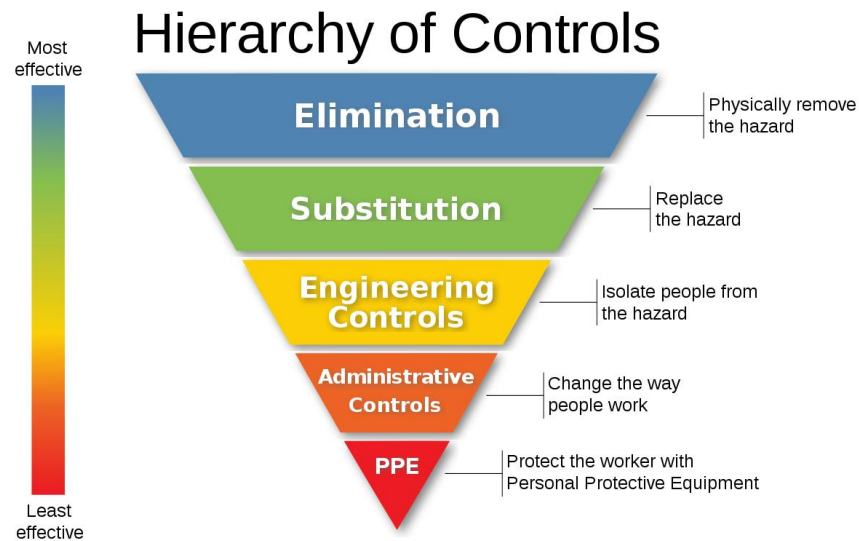 Hierarchy of Controls
Most
effective
Elimination
Physically remove
the hazard
Substitution
Replace
the hazard
Engineering
Controls
Isolate people from
the hazard
Administrative
Controls
Change the way
people work
PPE
Protect the worker with
Personal Protective Equipment
Least
effective